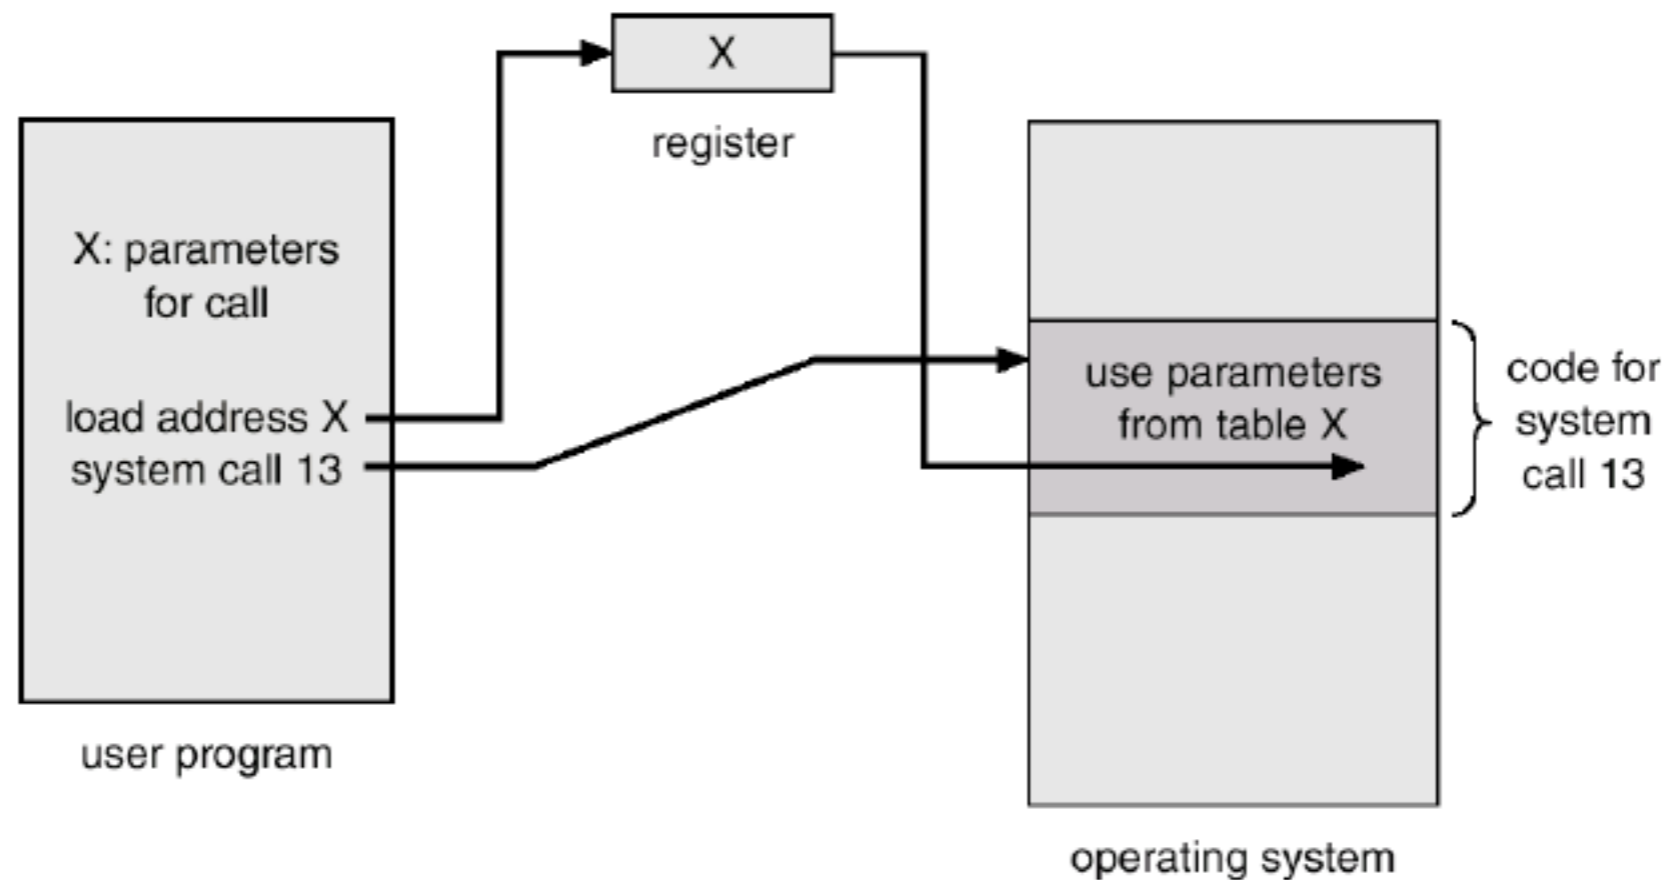 X
register
X: parameters
for call
load address X
system call 13
user program
use parameters
from table X
code for
system
call 13
operating system